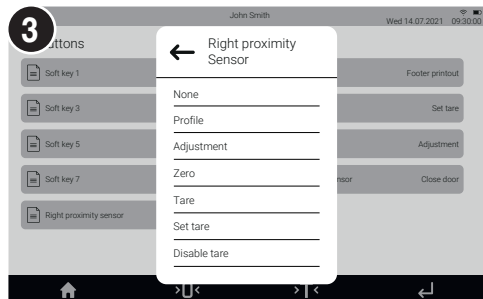 3
John Smith
Wed 14.07.2021 09:30:00
uttons
Right proximity
Sensor
Soft key 1
Footer printout
Soft key 3
Set tare
Soft key 5
Adjustment
Soft key 7
nsor
Close door
Right proximity sensor
None
Profile
Adjustment
Zero
Tare
Set tare
Disable tare